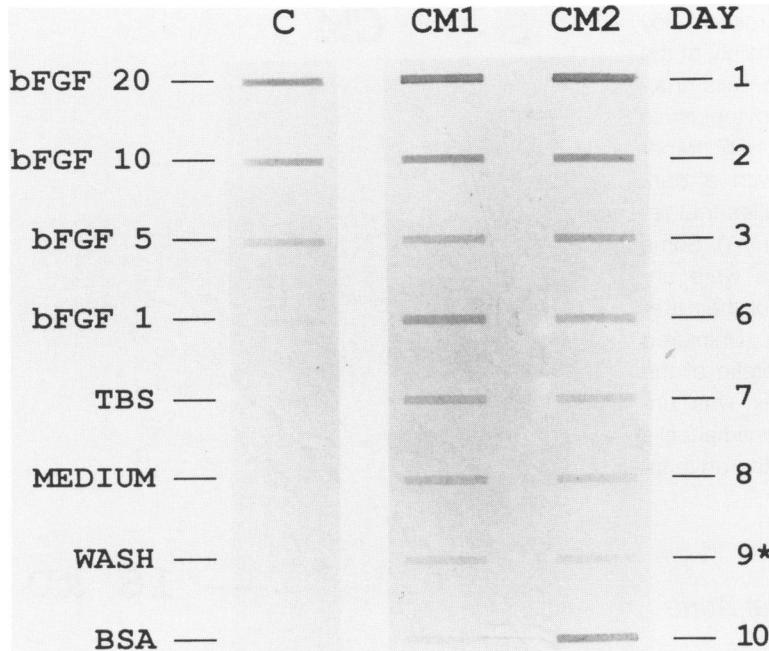 C CM1 CM2 DAY
bFGF 20 1
bFGF 10 2
bFGF 5 3
bFGF 1 6
TBS 7
MEDIUM 8
WASH 9*
BSA 10